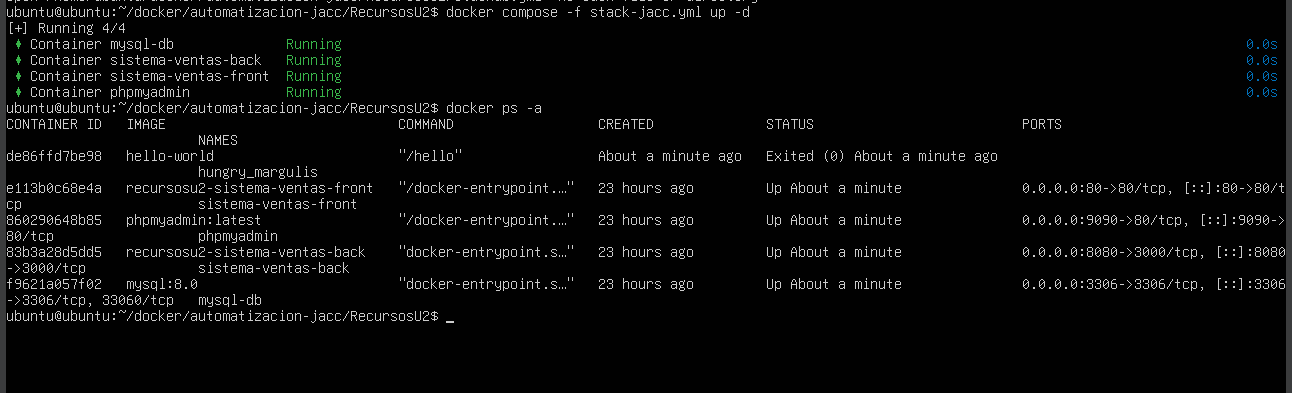 ubuntu@ubuntu:~/docker/automatizacion-jacc/RecursosU2$ docker compose -f stack-jacc.yml up -d
[+] Running 4/4
Container mysql-db Running 0.0s
Container sistema-ventas-back Running 0.0s
Container sistema-ventas-front Running 0.0s
Container phpmyadmin Running 0.0s
ubuntu@ubuntu:~/docker/automatizacion-jacc/RecursosU2$ docker ps -a
CONTAINER ID IMAGE COMMAND CREATED STATUS PORTS
NAMES
de86ffd7be98 hello-world "/hello" About a minute ago Exited (0) About a minute ago
hungry_margulis
e113b0c68e4a recursosu2-sistema-ventas-front "/docker-entrypoint.…" 23 hours ago Up About a minute 0.0.0.0:80->80/tcp, [::]:80->80/t
cp sistema-ventas-front
860290648b85 phpmyadmin:latest "/docker-entrypoint.…" 23 hours ago Up About a minute 0.0.0.0:9090->80/tcp, [::]:9090->
80/tcp phpmyadmin
83b3a28d5dd5 recursosu2-sistema-ventas-back "docker-entrypoint.s…" 23 hours ago Up About a minute 0.0.0.0:8080->3000/tcp, [::]:8080
->3000/tcp sistema-ventas-back
f9621a057f02 mysql:8.0 "docker-entrypoint.s…" 23 hours ago Up About a minute 0.0.0.0:3306->3306/tcp, [::]:3306
->3306/tcp, 33060/tcp mysql-db
ubuntu@ubuntu:~/docker/automatizacion-jacc/RecursosU2$ _